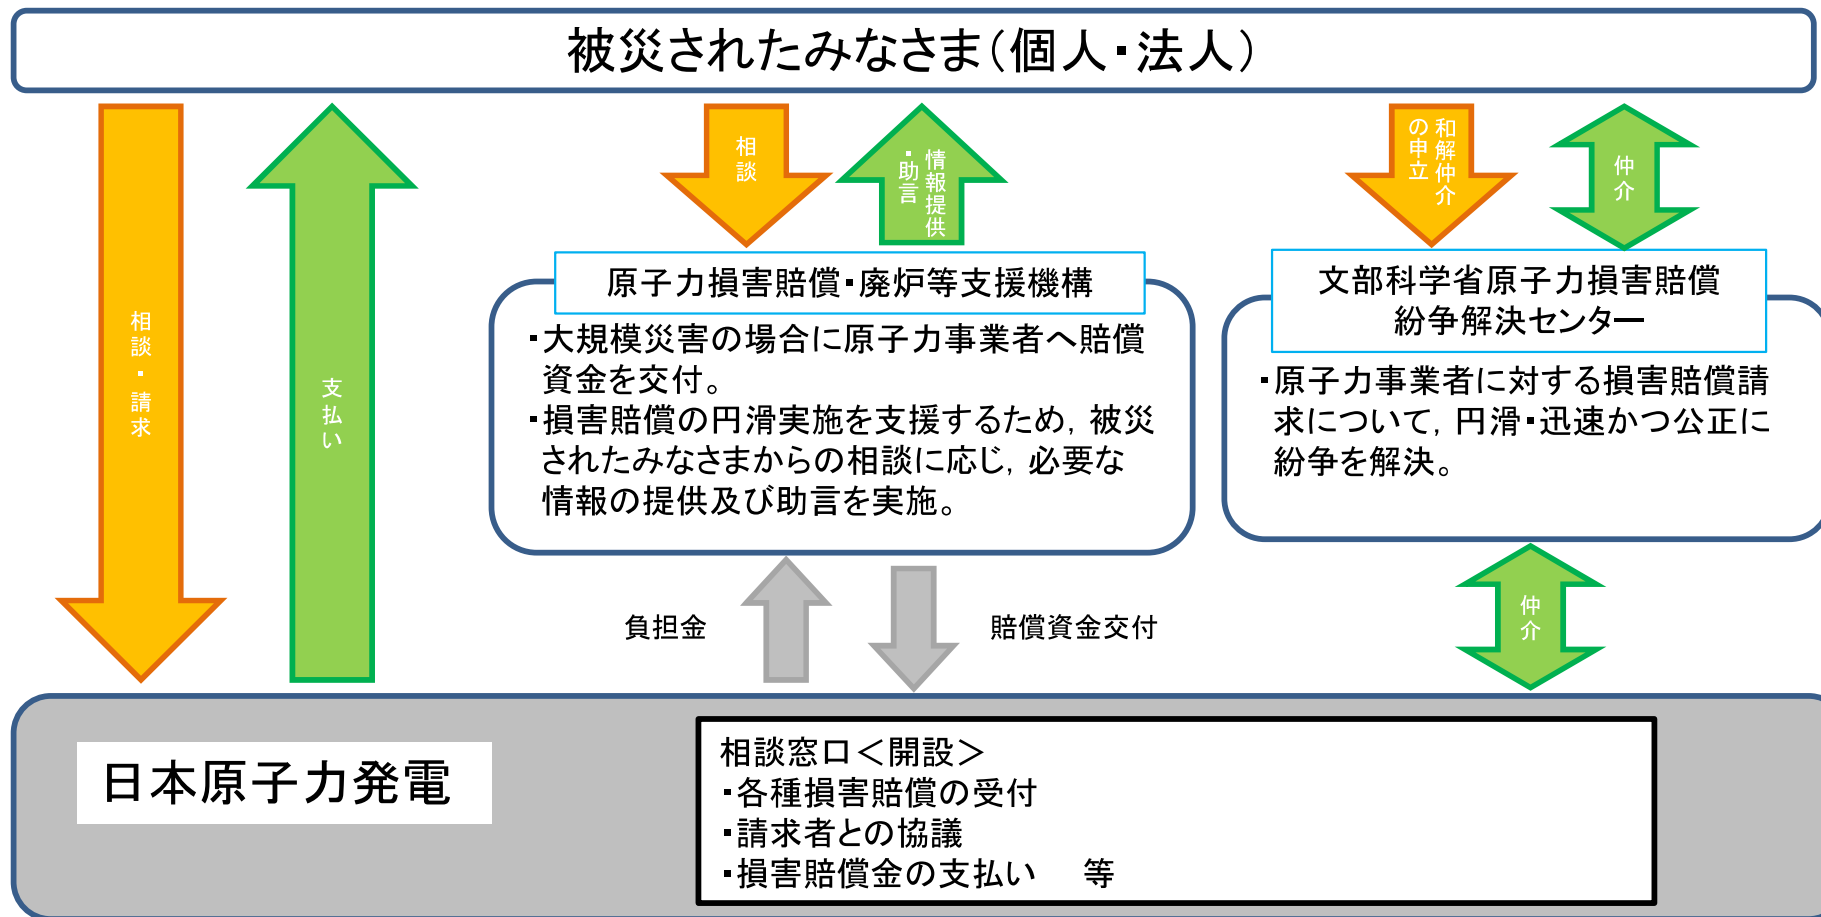 被災されたみなさま（個人・法人）
相談・請求
支払い
相談
情報提供
・助言
和解仲介
の申立
仲介
原子力損害賠償・廃炉等支援機構
・大規模災害の場合に原子力事業者へ賠償
資金を交付。
・損害賠償の円滑実施を支援するため，被災
されたみなさまからの相談に応じ，必要な
情報の提供及び助言を実施。
文部科学省原子力損害賠償
紛争解決センター
・原子力事業者に対する損害賠償請
求について，円滑・迅速かつ公正に
紛争を解決。
負担金
賠償資金交付
仲介
日本原子力発電
相談窓口＜開設＞
・各種損害賠償の受付
・請求者との協議
・損害賠償金の支払い　等